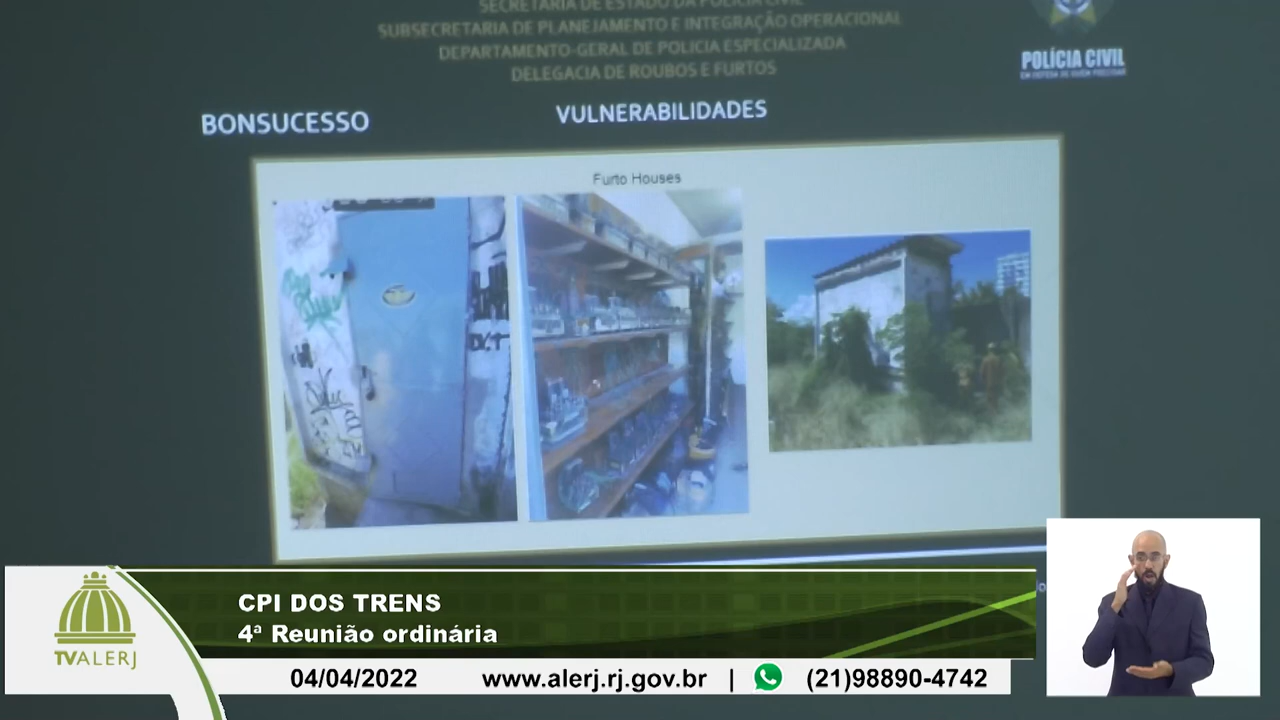 SECRETARIA DE ESTADO DA POLÍCIA CIVIL
SUBSECRETARIA DE PLANEJAMENTO E INTEGRAÇÃO OPERACIONAL
DEPARTAMENTO-GERAL DE POLICIA ESPECIALIZADA
DELEGACIA DE ROUBOS E FURTOS
POLÍCIA CIVIL
BONSUCESSO
VULNERABILIDADES
Furto Houses
CPI DOS TRENS
4ª Reunião ordinária
TVALERJ
04/04/2022 www.alerj.rj.gov.br | (21)98890-4742